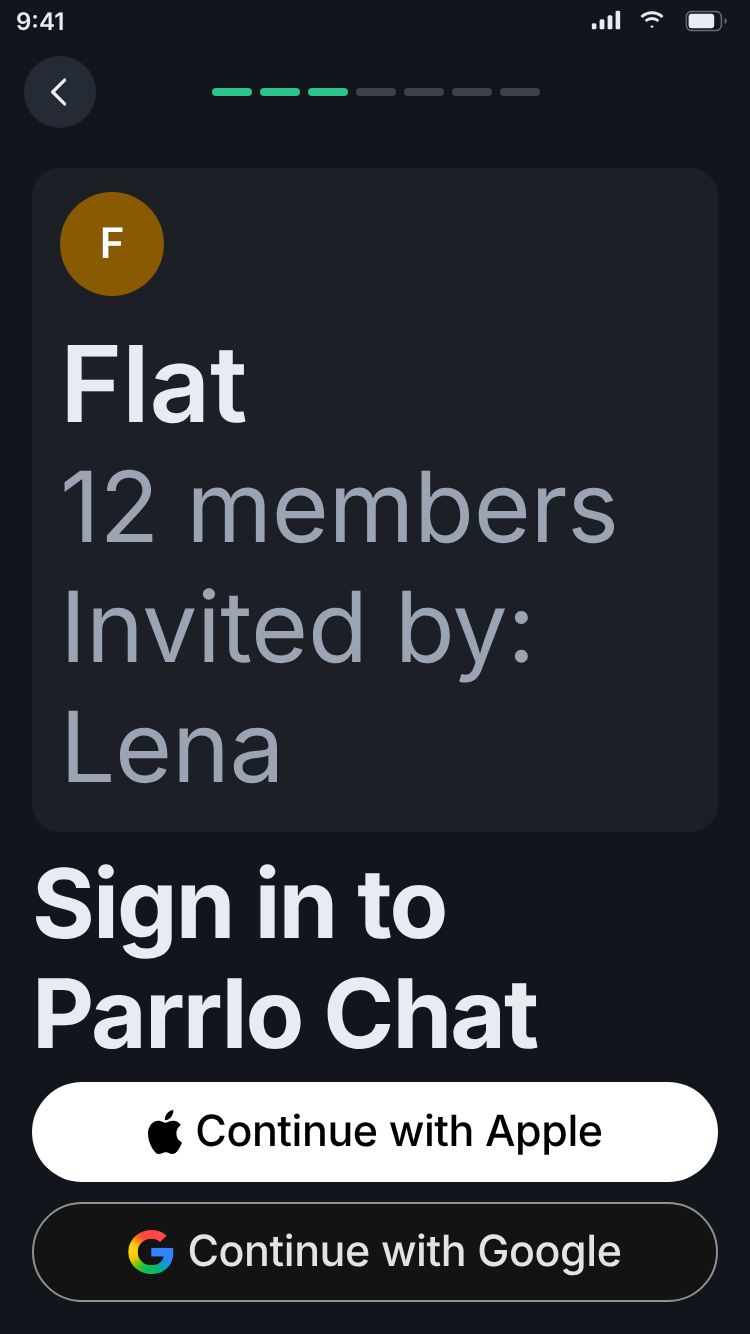 9:41
F
Flat
12 members
Invited by:
Lena
Sign in to
Parrlo Chat
Continue with Apple
Continue with Google